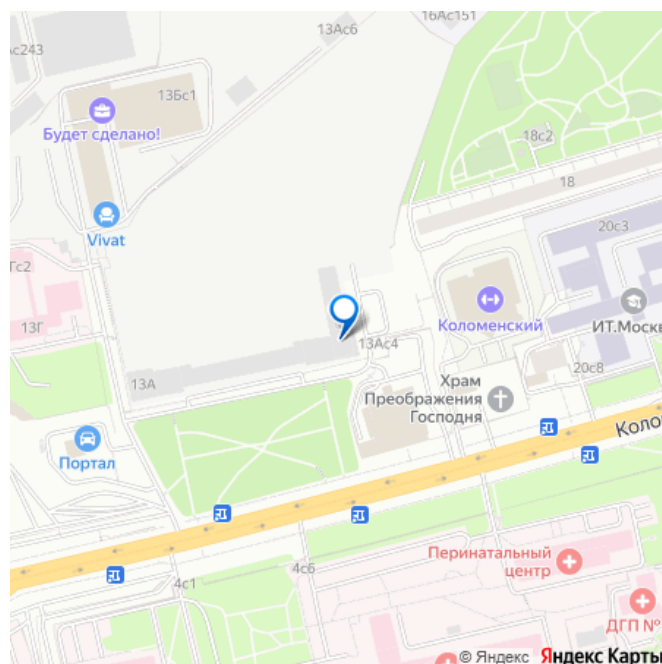 16Ас151
13Ас6
Ас243
13Бс1
Будет сделано!
18с2
18
20с3
Vivat
Гс2
13Г
Коломенский
ИТ.Москв
13Ас4
13А
Храм
Преображения
Господня
20с8
Портал
Коло
Перинатальный
центр
4с1
4с6
ДГП №
© Яндекс Яндекс Карты